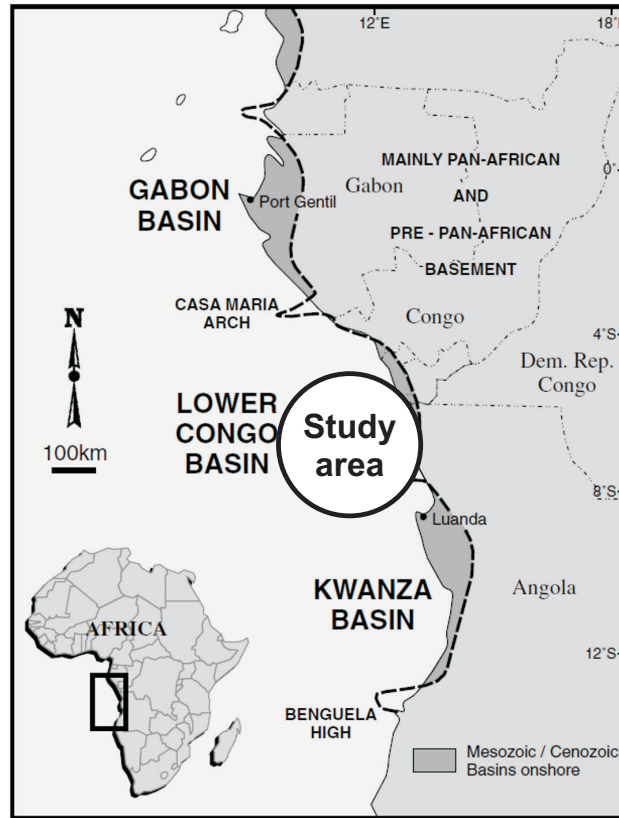 12°E
18°E
MAINLY PAN-AFRICAN
AND
PRE - PAN-AFRICAN
BASEMENT
0°
GABON
BASIN
Gabon
Port Gentil
CASA MARIA
ARCH
Congo
4°S
Dem. Rep.
Congo
N
100km
LOWER
CONGO
BASIN
Study
area
8°S
Luanda
KWANZA
BASIN
Angola
AFRICA
12°S
BENGUELA
HIGH
Mesozoic / Cenozoic
Basins onshore